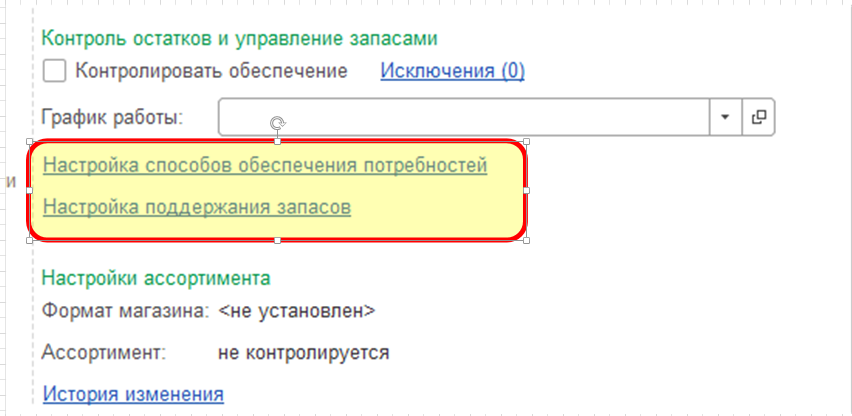 Контроль остатков и управление запасами
Контролировать обеспечение Исключения (0)
График работы:
Настройка способов обеспечения потребностей
и
Настройка поддержания запасов
Настройки ассортимента
Формат магазина: <не установлен>
Ассортимент: не контролируется
История изменения